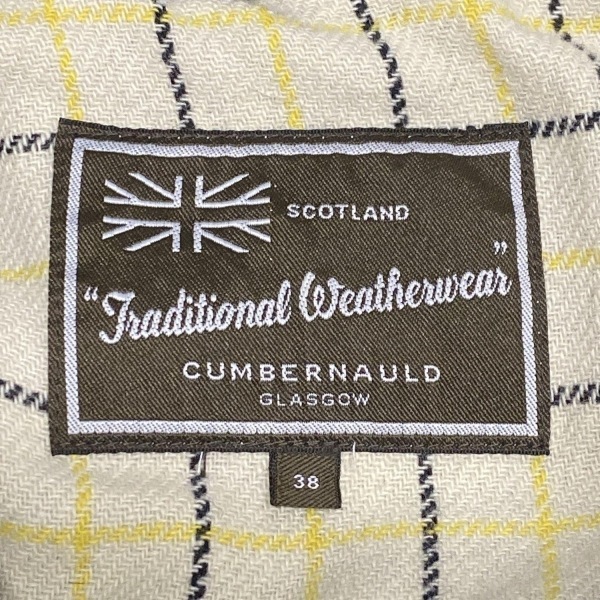 SCOTLAND
"Traditional Weatherwear"
CUMBERNAULD
GLASGOW
38